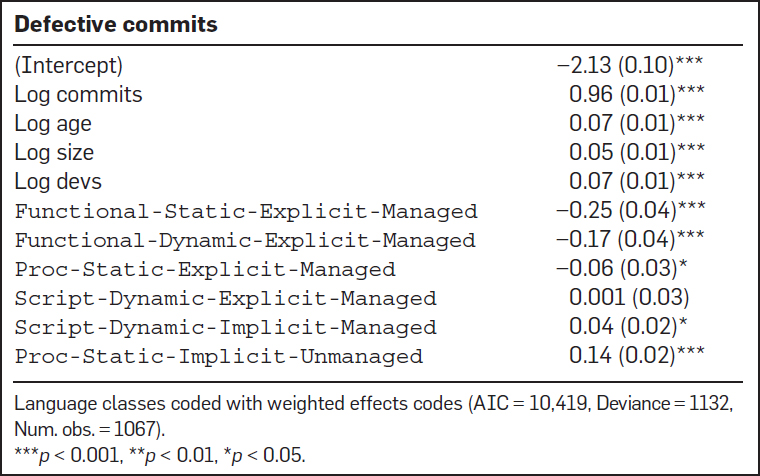 Defective commits
(Intercept) −2.13 (0.10)***
Log commits 0.96 (0.01)***
Log age 0.07 (0.01)***
Log size 0.05 (0.01)***
Log devs 0.07 (0.01)***
Functional-Static-Explicit-Managed −0.25 (0.04)***
Functional-Dynamic-Explicit-Managed −0.17 (0.04)***
Proc-Static-Explicit-Managed −0.06 (0.03)*
Script-Dynamic-Explicit-Managed 0.001 (0.03)
Script-Dynamic-Implicit-Managed 0.04 (0.02)*
Proc-Static-Implicit-Unmanaged 0.14 (0.02)***
Language classes coded with weighted effects codes (AIC = 10,419, Deviance = 1132,
Num. obs. = 1067).
***p < 0.001, **p < 0.01, *p < 0.05.